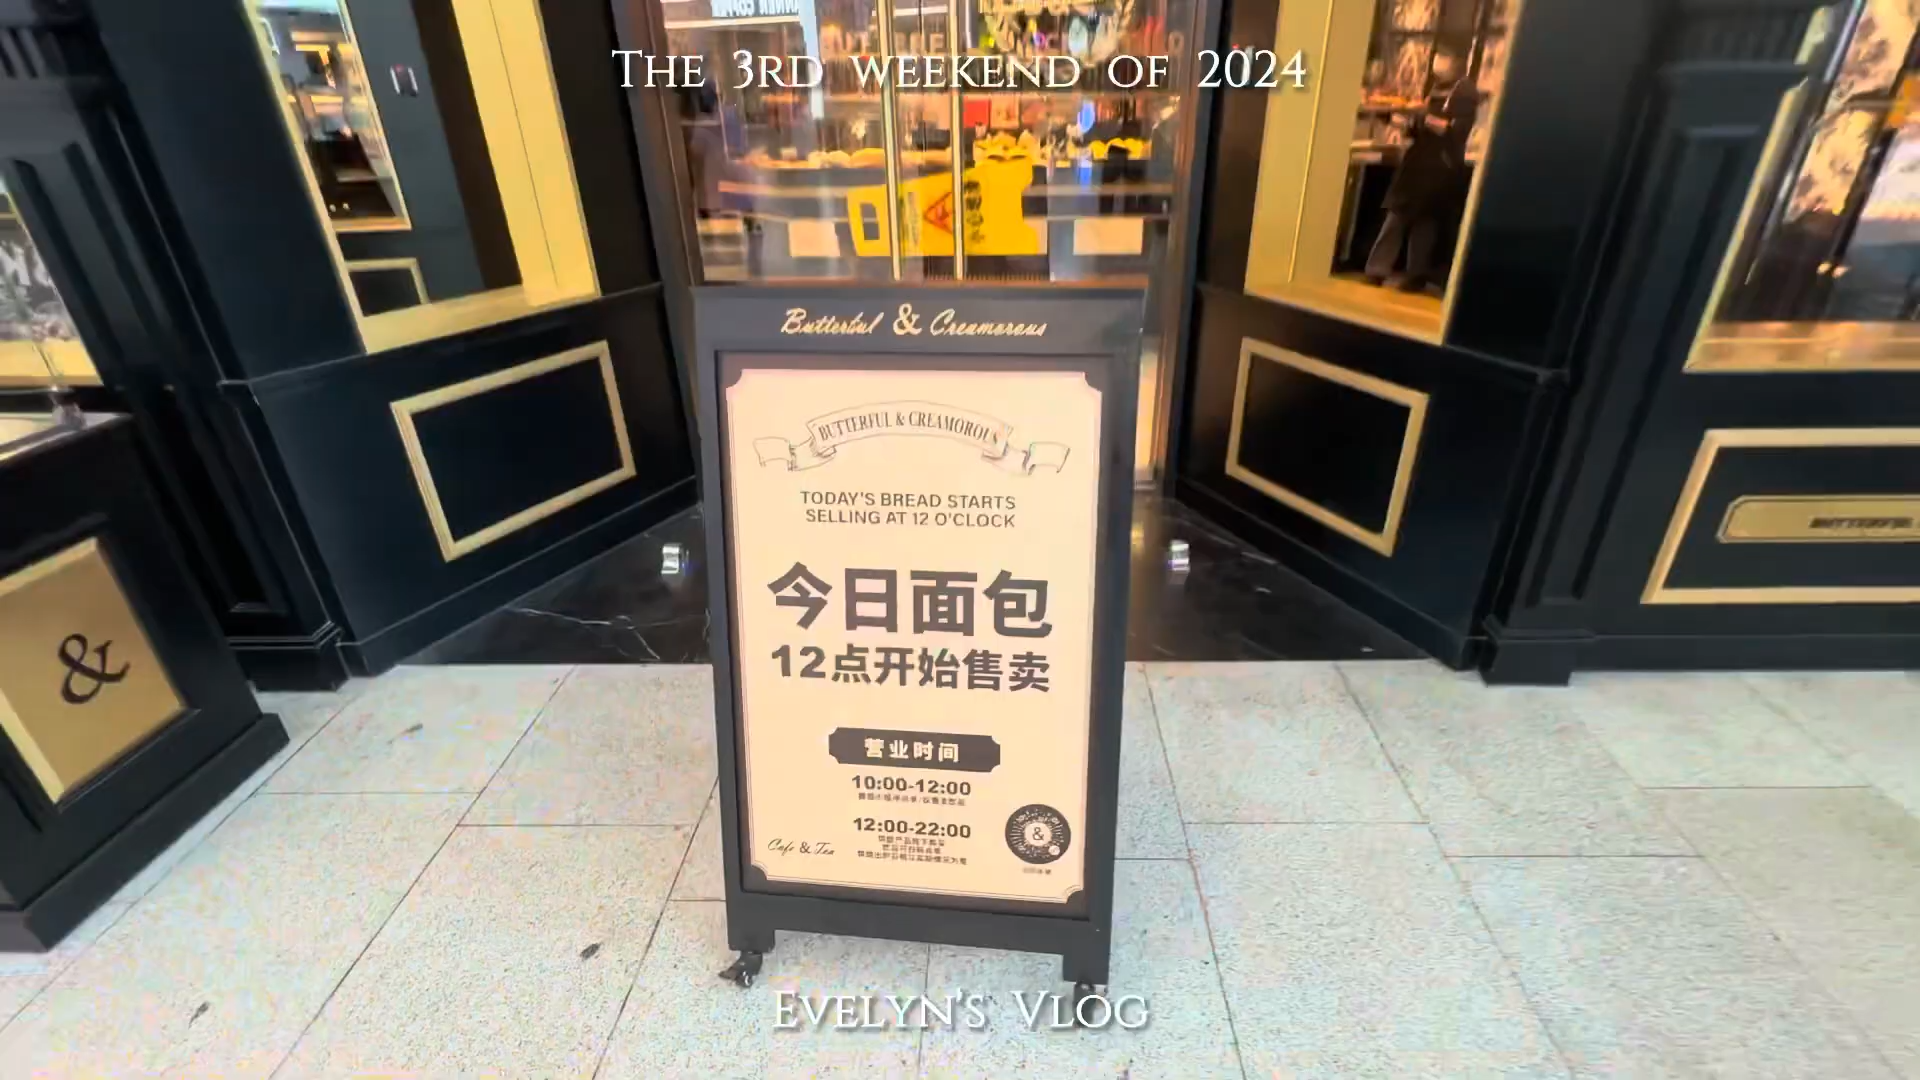 THE 3RD WEEKEND OF 2024
Butterful & Creamorous
BUTTERFUL & CREAMOROUS
TODAY'S BREAD STARTS
SELLING AT 12 O'CLOCK
今日面包
12点开始售卖
营业时间
10:00-12:00
12:00-22:00
Cafe & Tea
&
&
BUTTERFUL
EVELYN'S VLOG